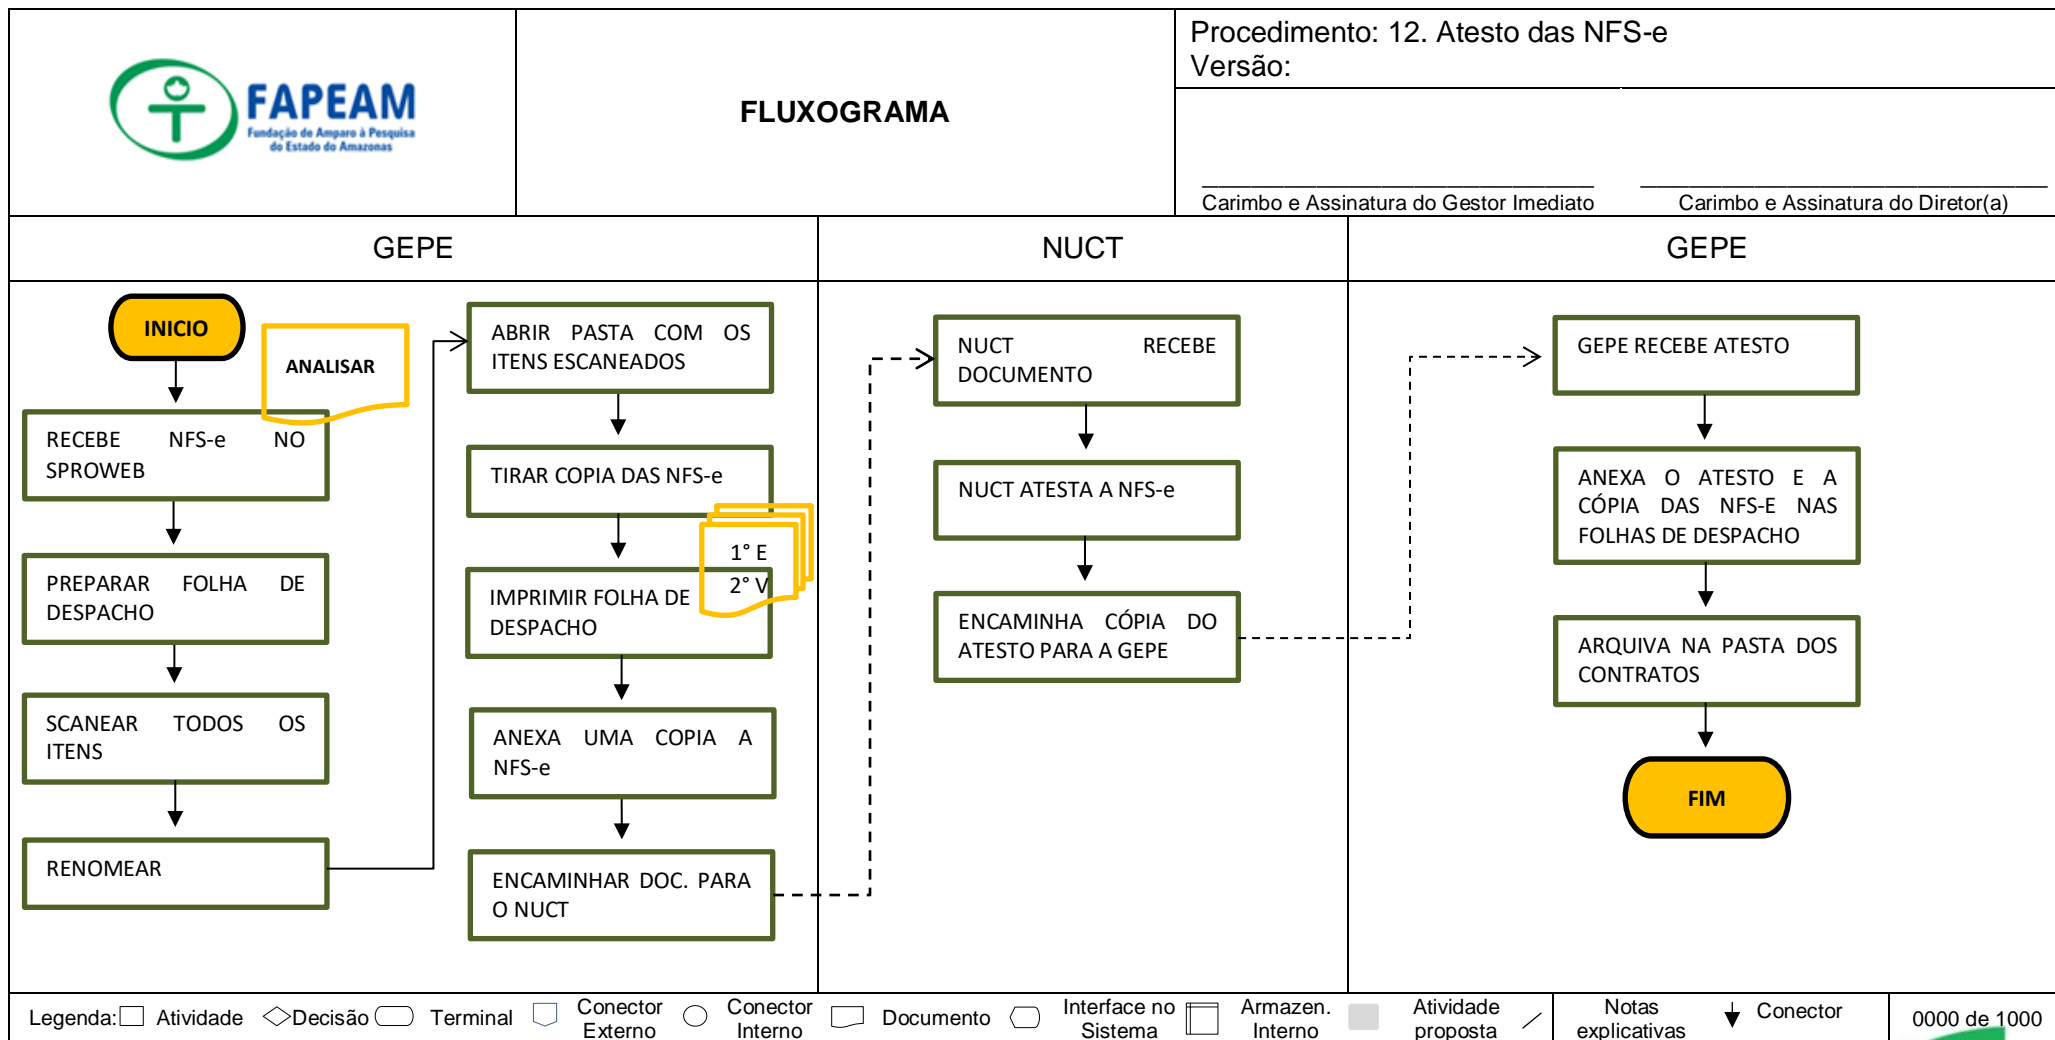 FAPEAM
Fundação de Amparo à Pesquisa
do Estado do Amazonas
FLUXOGRAMA
Procedimento: 12. Atesto das NFS-e
Versão:
Carimbo e Assinatura do Gestor Imediato
Carimbo e Assinatura do Diretor(a)
GEPE
NUCT
GEPE
INICIO
ANALISAR
RECEBE NFS-e NO
SPROWEB
PREPARAR FOLHA DE
DESPACHO
SCANEAR TODOS OS
ITENS
RENOMEAR
ABRIR PASTA COM OS
ITENS ESCANEADOS
TIRAR COPIA DAS NFS-e
1° E
2° V
IMPRIMIR FOLHA DE
DESPACHO
ANEXA UMA COPIA A
NFS-e
ENCAMINHAR DOC. PARA
O NUCT
NUCT RECEBE
DOCUMENTO
NUCT ATESTA A NFS-e
ENCAMINHA CÓPIA DO
ATESTO PARA A GEPE
GEPE RECEBE ATESTO
ANEXA O ATESTO E A
CÓPIA DAS NFS-E NAS
FOLHAS DE DESPACHO
ARQUIVA NA PASTA DOS
CONTRATOS
FIM
Legenda:
Atividade
Decisão
Terminal
Conector
Externo
Conector
Interno
Documento
Interface no
Sistema
Armazen.
Interno
Atividade
proposta
Notas
explicativas
Conector
0000 de 1000